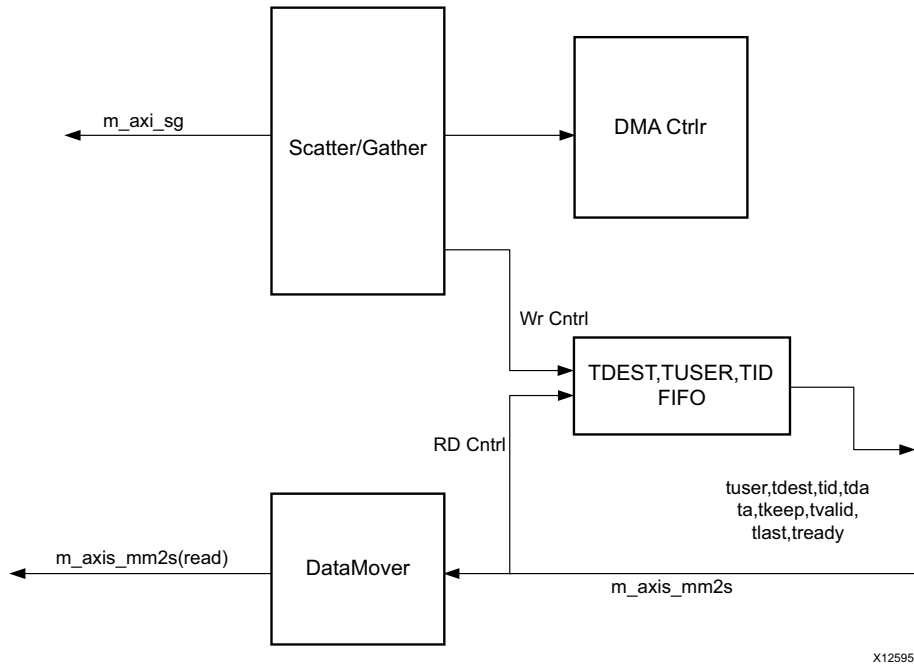 m_axi_sg
Scatter/Gather
DMA Ctrlr
Wr Cntrl
TDEST,TUSER,TID
FIFO
RD Cntrl
tuser,tdest,tid,tda
ta,tkeep,tvalid,
tlast,tready
m_axis_mm2s(read)
DataMover
m_axis_mm2s
X12595